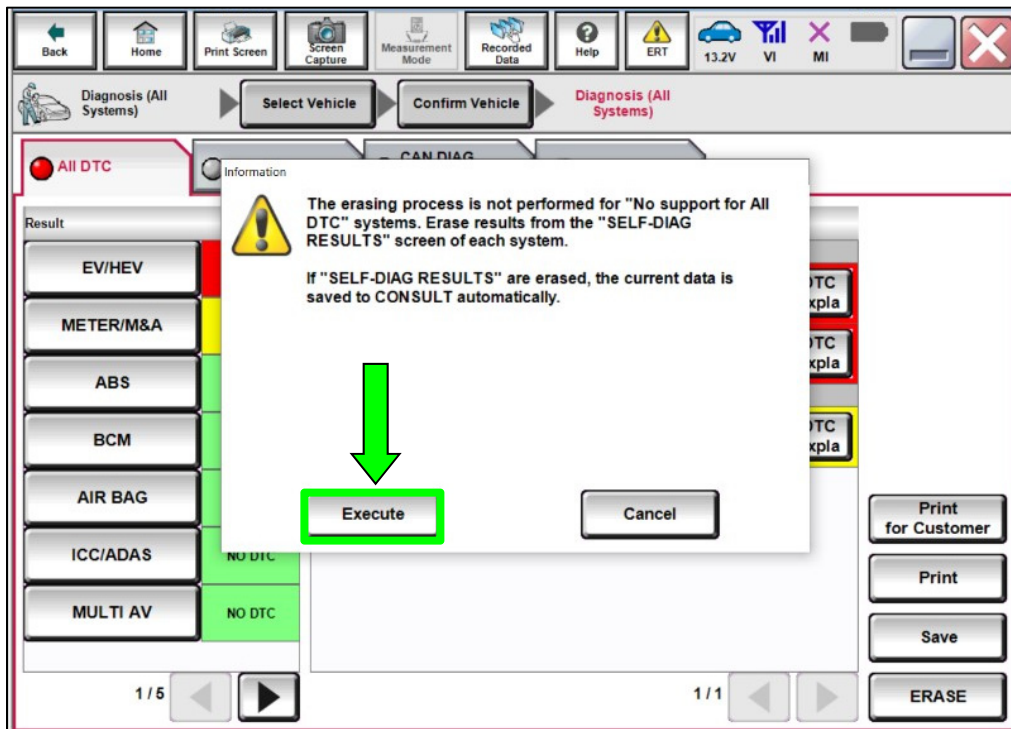 Back
Home
Print Screen
Screen
Capture
Measurement
Mode
Recorded
Data
Help
ERT
13.2V
VI
MI
Diagnosis (All
Systems)
Select Vehicle
Confirm Vehicle
Diagnosis (All
Systems)
All DTC
CAN DIAG
Information
The erasing process is not performed for "No support for All
DTC" systems. Erase results from the "SELF-DIAG
RESULTS" screen of each system.
If "SELF-DIAG RESULTS" are erased, the current data is
saved to CONSULT automatically.
Execute
Cancel
Result
EV/HEV
METER/M&A
ABS
BCM
AIR BAG
ICC/ADAS
NO DTC
MULTI AV
NO DTC
1/5
1/1
Print
for Customer
Print
Save
ERASE